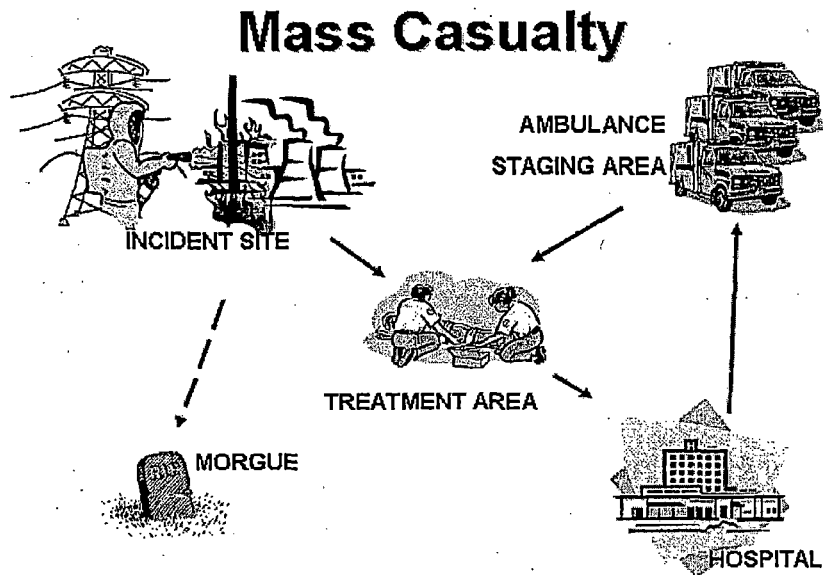 Mass Casualty
AMBULANCE
STAGING AREA
INCIDENT SITE
TREATMENT AREA
MORGUE
HOSPITAL